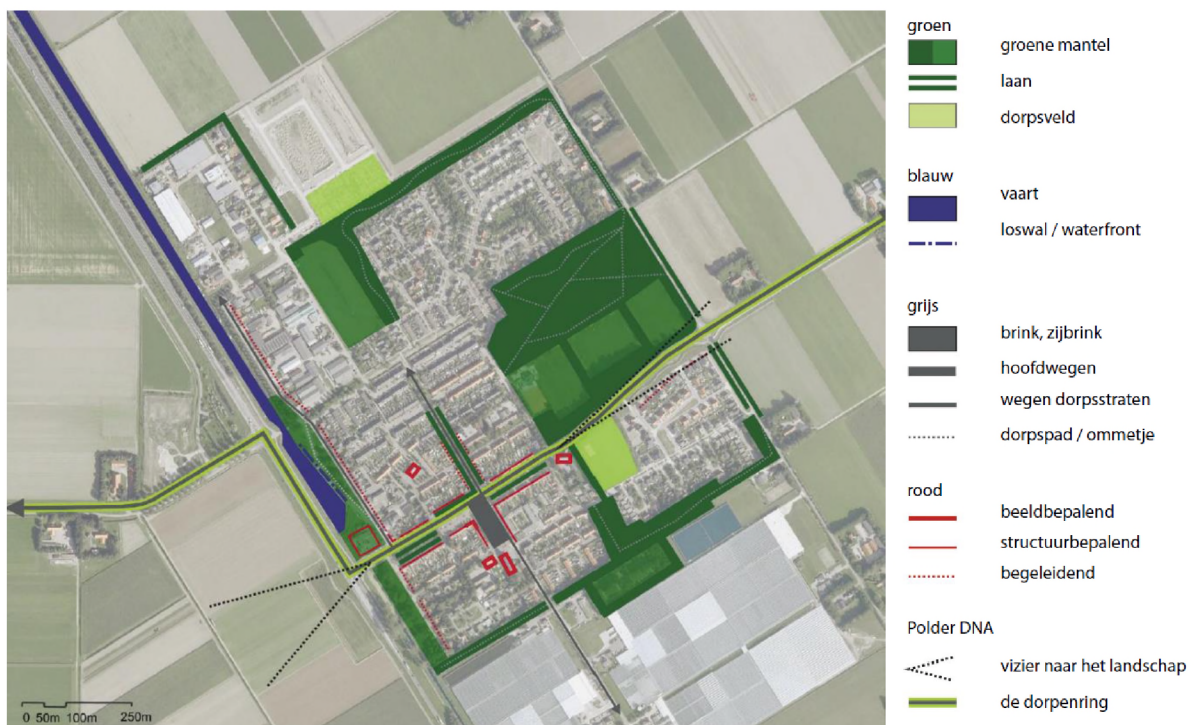 groen
groene mantel
laan
dorpsveld
blauw
vaart
loswal / waterfront
grijs
brink, zijbrink
hoofdwegen
wegen dorpsstraten
dorpspad / ommetje
rood
beeldbepalend
structuurbepalend
begeleidend
Polder DNA
vizier naar het landschap
de dorpenring
0 50m 100m 250m